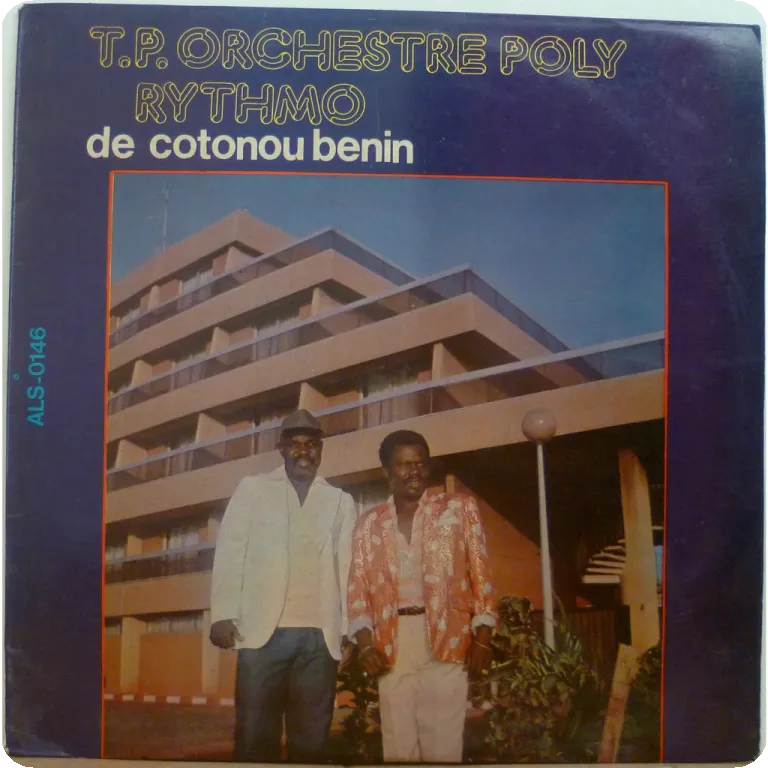 T.P. ORCHESTRE POLY
RYTHMO
de cotonou benin
ALS-0146